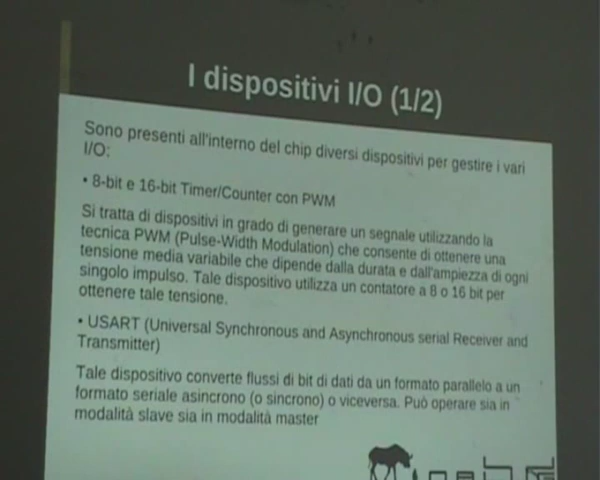 I dispositivi I/O (1/2)
Sono presenti all'interno del chip diversi dispositivi per gestire i vari
I/O:
• 8-bit e 16-bit Timer/Counter con PWM
Si tratta di dispositivi in grado di generare un segnale utilizzando la
tecnica PWM (Pulse-Width Modulation) che consente di ottenere una
tensione media variabile che dipende dalla durata e dall'ampiezza di ogni
singolo impulso. Tale dispositivo utilizza un contatore a 8 o 16 bit per
ottenere tale tensione.
• USART (Universal Synchronous and Asynchronous serial Receiver and
Transmitter)
Tale dispositivo converte flussi di bit di dati da un formato parallelo a un
formato seriale asincrono (o sincrono) o viceversa. Può operare sia in
modalità slave sia in modalità master